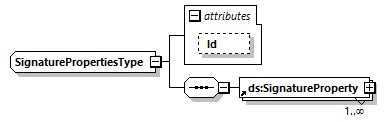 attributes
Id
SignaturePropertiesType
ds:SignatureProperty
1..∞